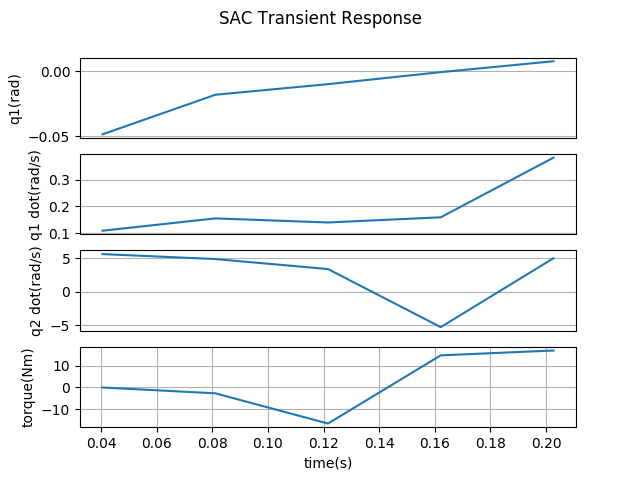 SAC Transient Response
q1(rad)
0.00
−0.05
q1 dot(rad/s)
0.3
0.2
0.1
q2 dot(rad/s)
5
0
−5
torque(Nm)
10
0
−10
0.04 0.06 0.08 0.10 0.12 0.14 0.16 0.18 0.20
time(s)